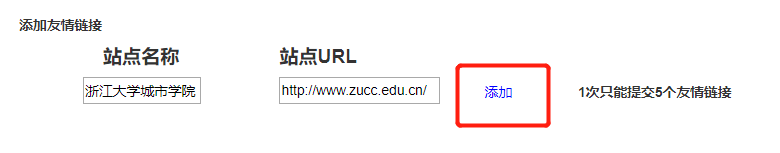 添加友情链接
站点名称 站点URL
浙江大学城市学院 http://www.zucc.edu.cn/ 添加 1次只能提交5个友情链接